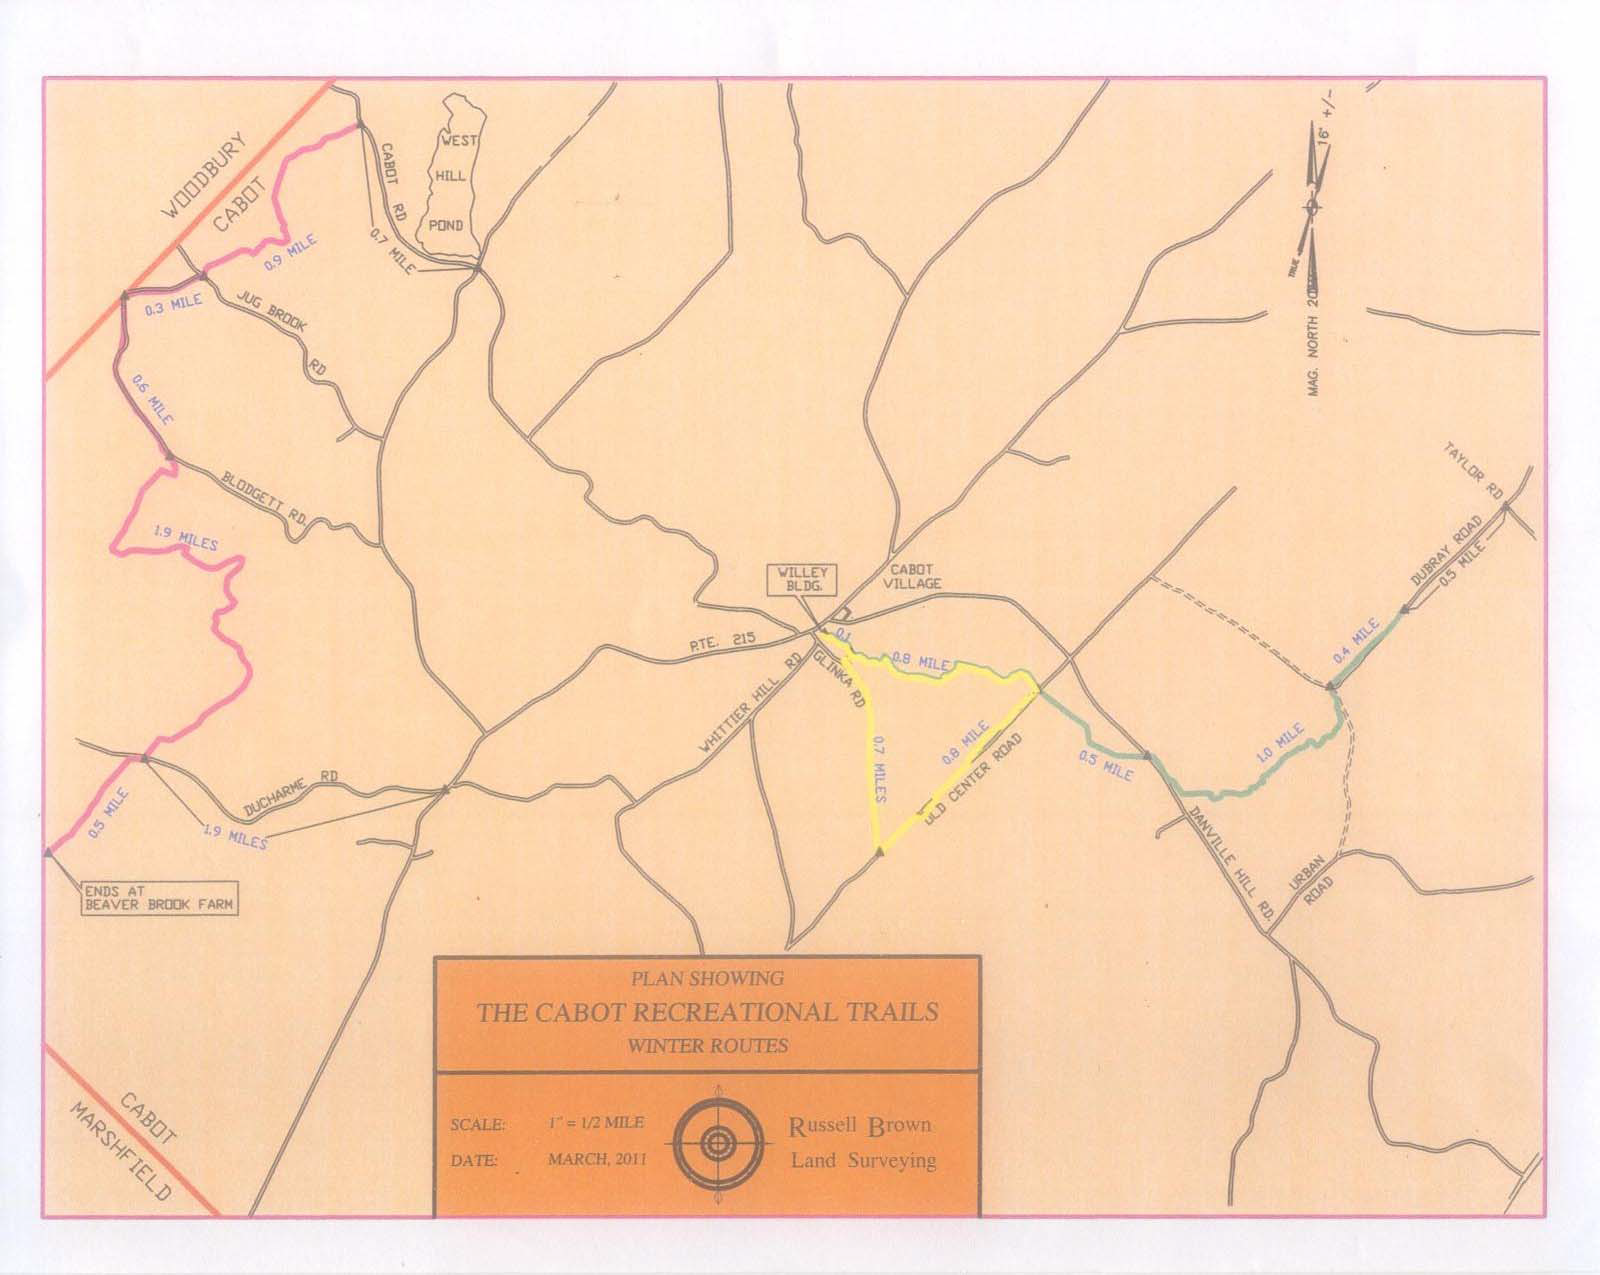 WOODBURY
CABOT
WEST
HILL
POND
CABOT RD
0.7 MILE
0.9 MILE
0.3 MILE
JUG BROOK
RD
0.6 MILE
BLODGETT RD.
1.9 MILES
16° +/-
TRUE
MAG. NORTH
TAYLOR RD
DUBRAY ROAD
0.5 MILE
0.4 MILE
WILLEY
BLDG.
CABOT
VILLAGE
RTE. 215
0.1
0.8 MILE
GLINKA RD
WHITTIER HILL RD
0.7 MILES
0.8 MILE
OLD CENTER ROAD
0.5 MILE
1.0 MILE
DANVILLE HILL RD.
URBAN
ROAD
DUCHARME RD
1.9 MILES
0.5 MILE
ENDS AT
BEAVER BROOK FARM
CABOT
MARSHFIELD
PLAN SHOWING
THE CABOT RECREATIONAL TRAILS
WINTER ROUTES
SCALE: 1" = 1/2 MILE
DATE: MARCH, 2011
Russell Brown
Land Surveying